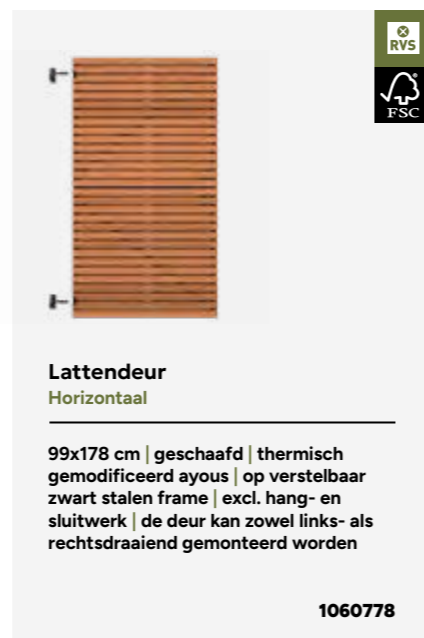 RVS
FSC
Lattendeur
Horizontaal
99x178 cm | geschaafd | thermisch
gemodificeerd ayous | op verstelbaar
zwart stalen frame | excl. hang- en
sluitwerk | de deur kan zowel links- als
rechtsdraaiend gemonteerd worden
1060778